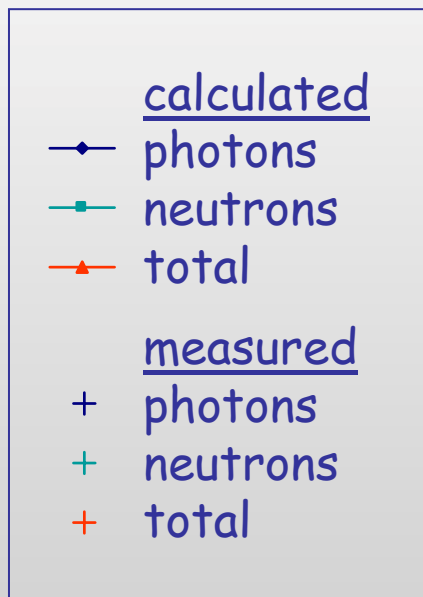 calculated
photons
neutrons
total
measured
photons
neutrons
total